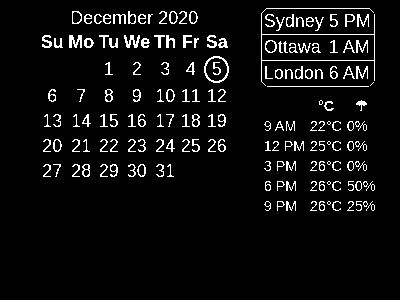 December 2020
Su Mo Tu We Th Fr Sa
1 2 3 4 5
6 7 8 9 10 11 12
13 14 15 16 17 18 19
20 21 22 23 24 25 26
27 28 29 30 31
Sydney 5 PM
Ottawa 1 AM
London 6 AM
°C ☂
9 AM 22°C 0%
12 PM 25°C 0%
3 PM 26°C 0%
6 PM 26°C 50%
9 PM 26°C 25%